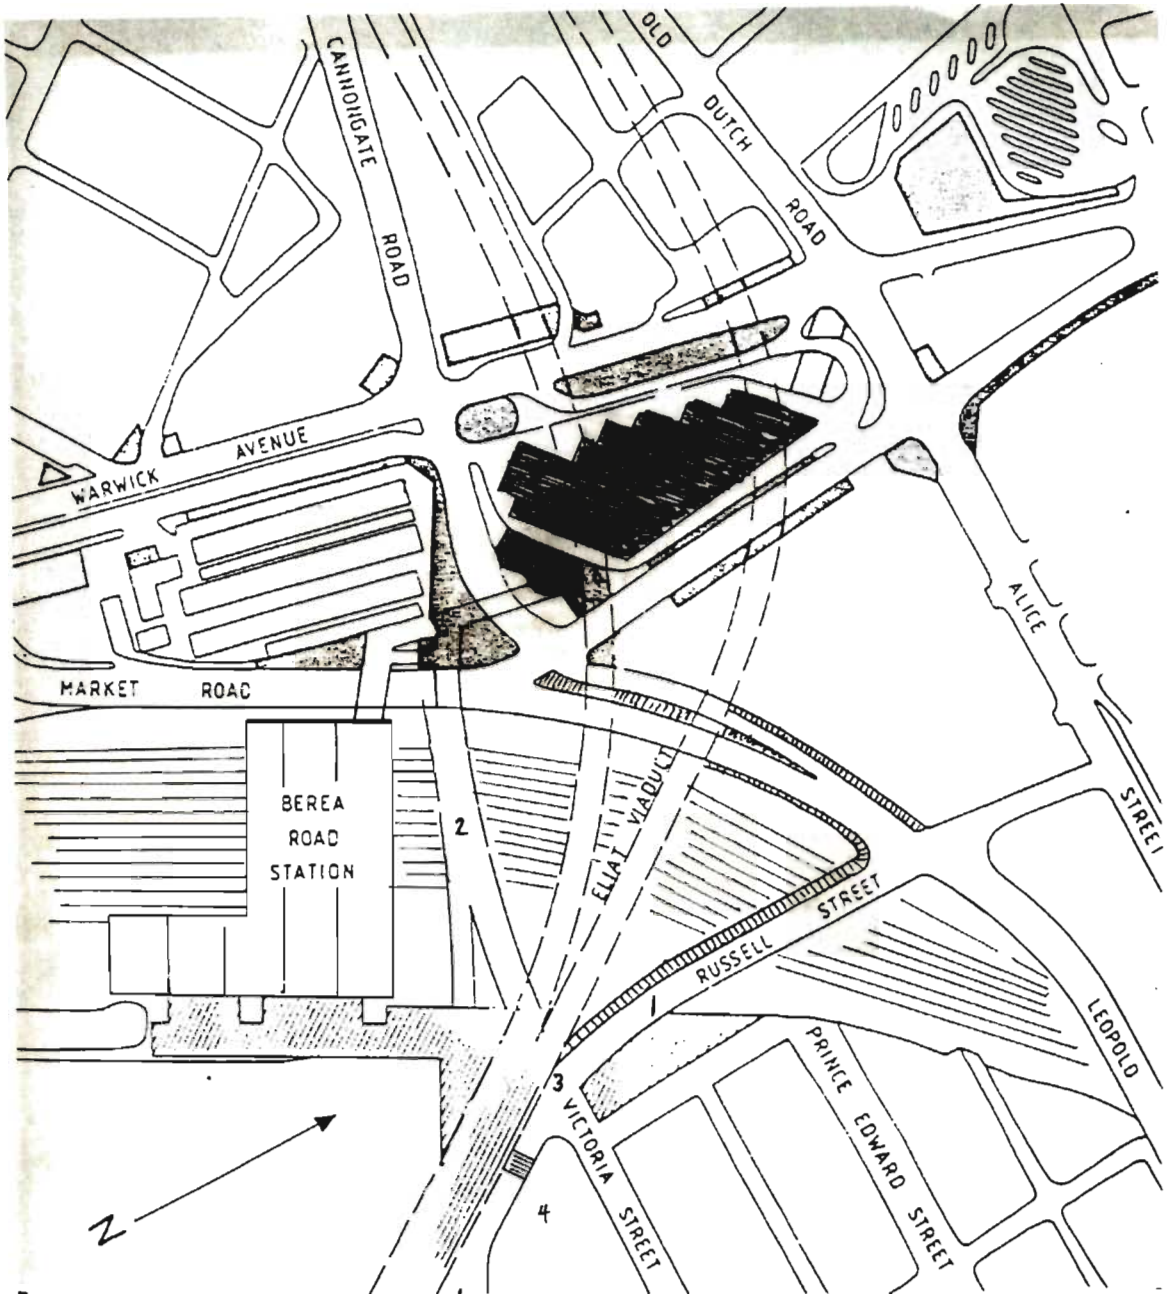 CANNONGATE
ROAD
OLD
DUTCH
ROAD
WARWICK
AVENUE
MARKET ROAD
ALICE
STREET
BEREA
ROAD
STATION
2
ELIAT VIADUCT
RUSSELL STREET
1
LEOPOLD
3
VICTORIA STREET
PRINCE EDWARD STREET
4
N